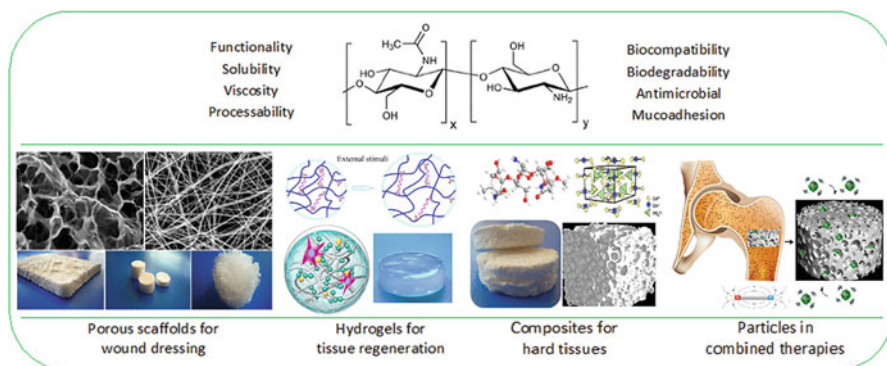 Functionality
Solubility
Viscosity
Processability
H₃C
O
NH
HO
O
O
OH
x
OH
O
O
HO
NH₂
y
Biocompatibility
Biodegradability
Antimicrobial
Mucoadhesion
External stimuli
Porous scaffolds for
wound dressing
Hydrogels for
tissue regeneration
Composites for
hard tissues
Particles in
combined therapies